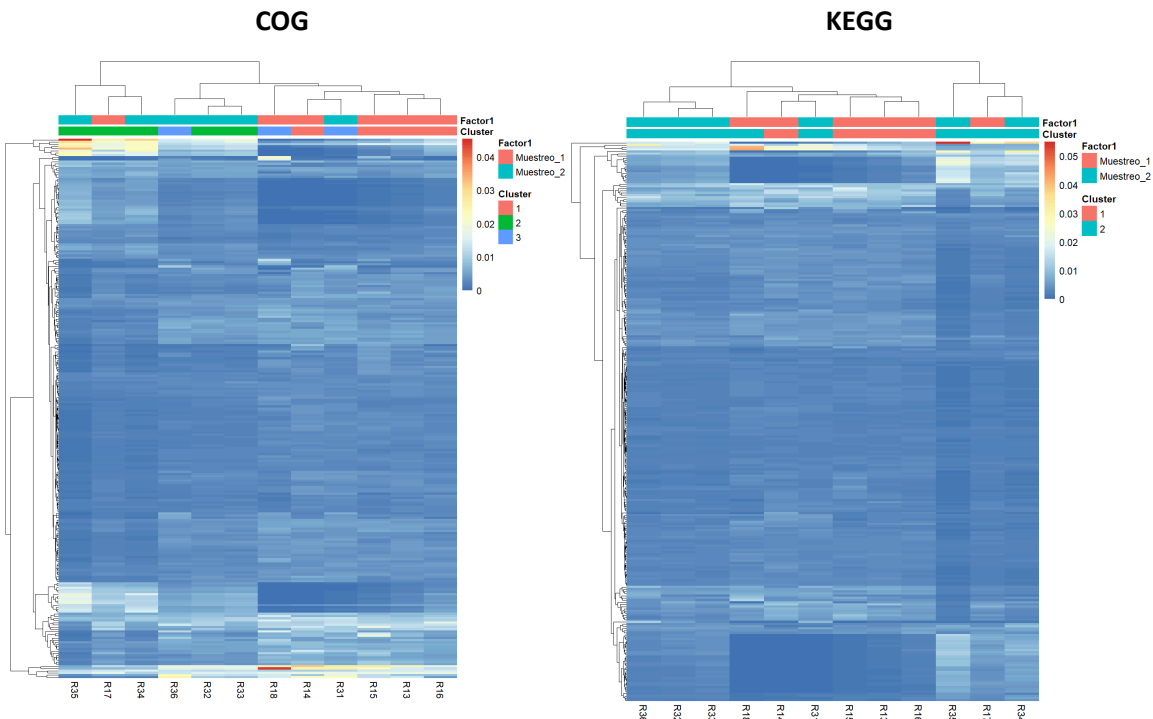 COG
KEGG
Factor1
Cluster
0.04
0.03
0.02
0.01
0
Factor1
Muestreo_1
Muestreo_2
Cluster
1
2
3
R35
R17
R34
R36
R32
R33
R18
R14
R31
R15
R13
R16
Factor1
Cluster
0.05
0.04
0.03
0.02
0.01
0
Factor1
Muestreo_1
Muestreo_2
Cluster
1
2